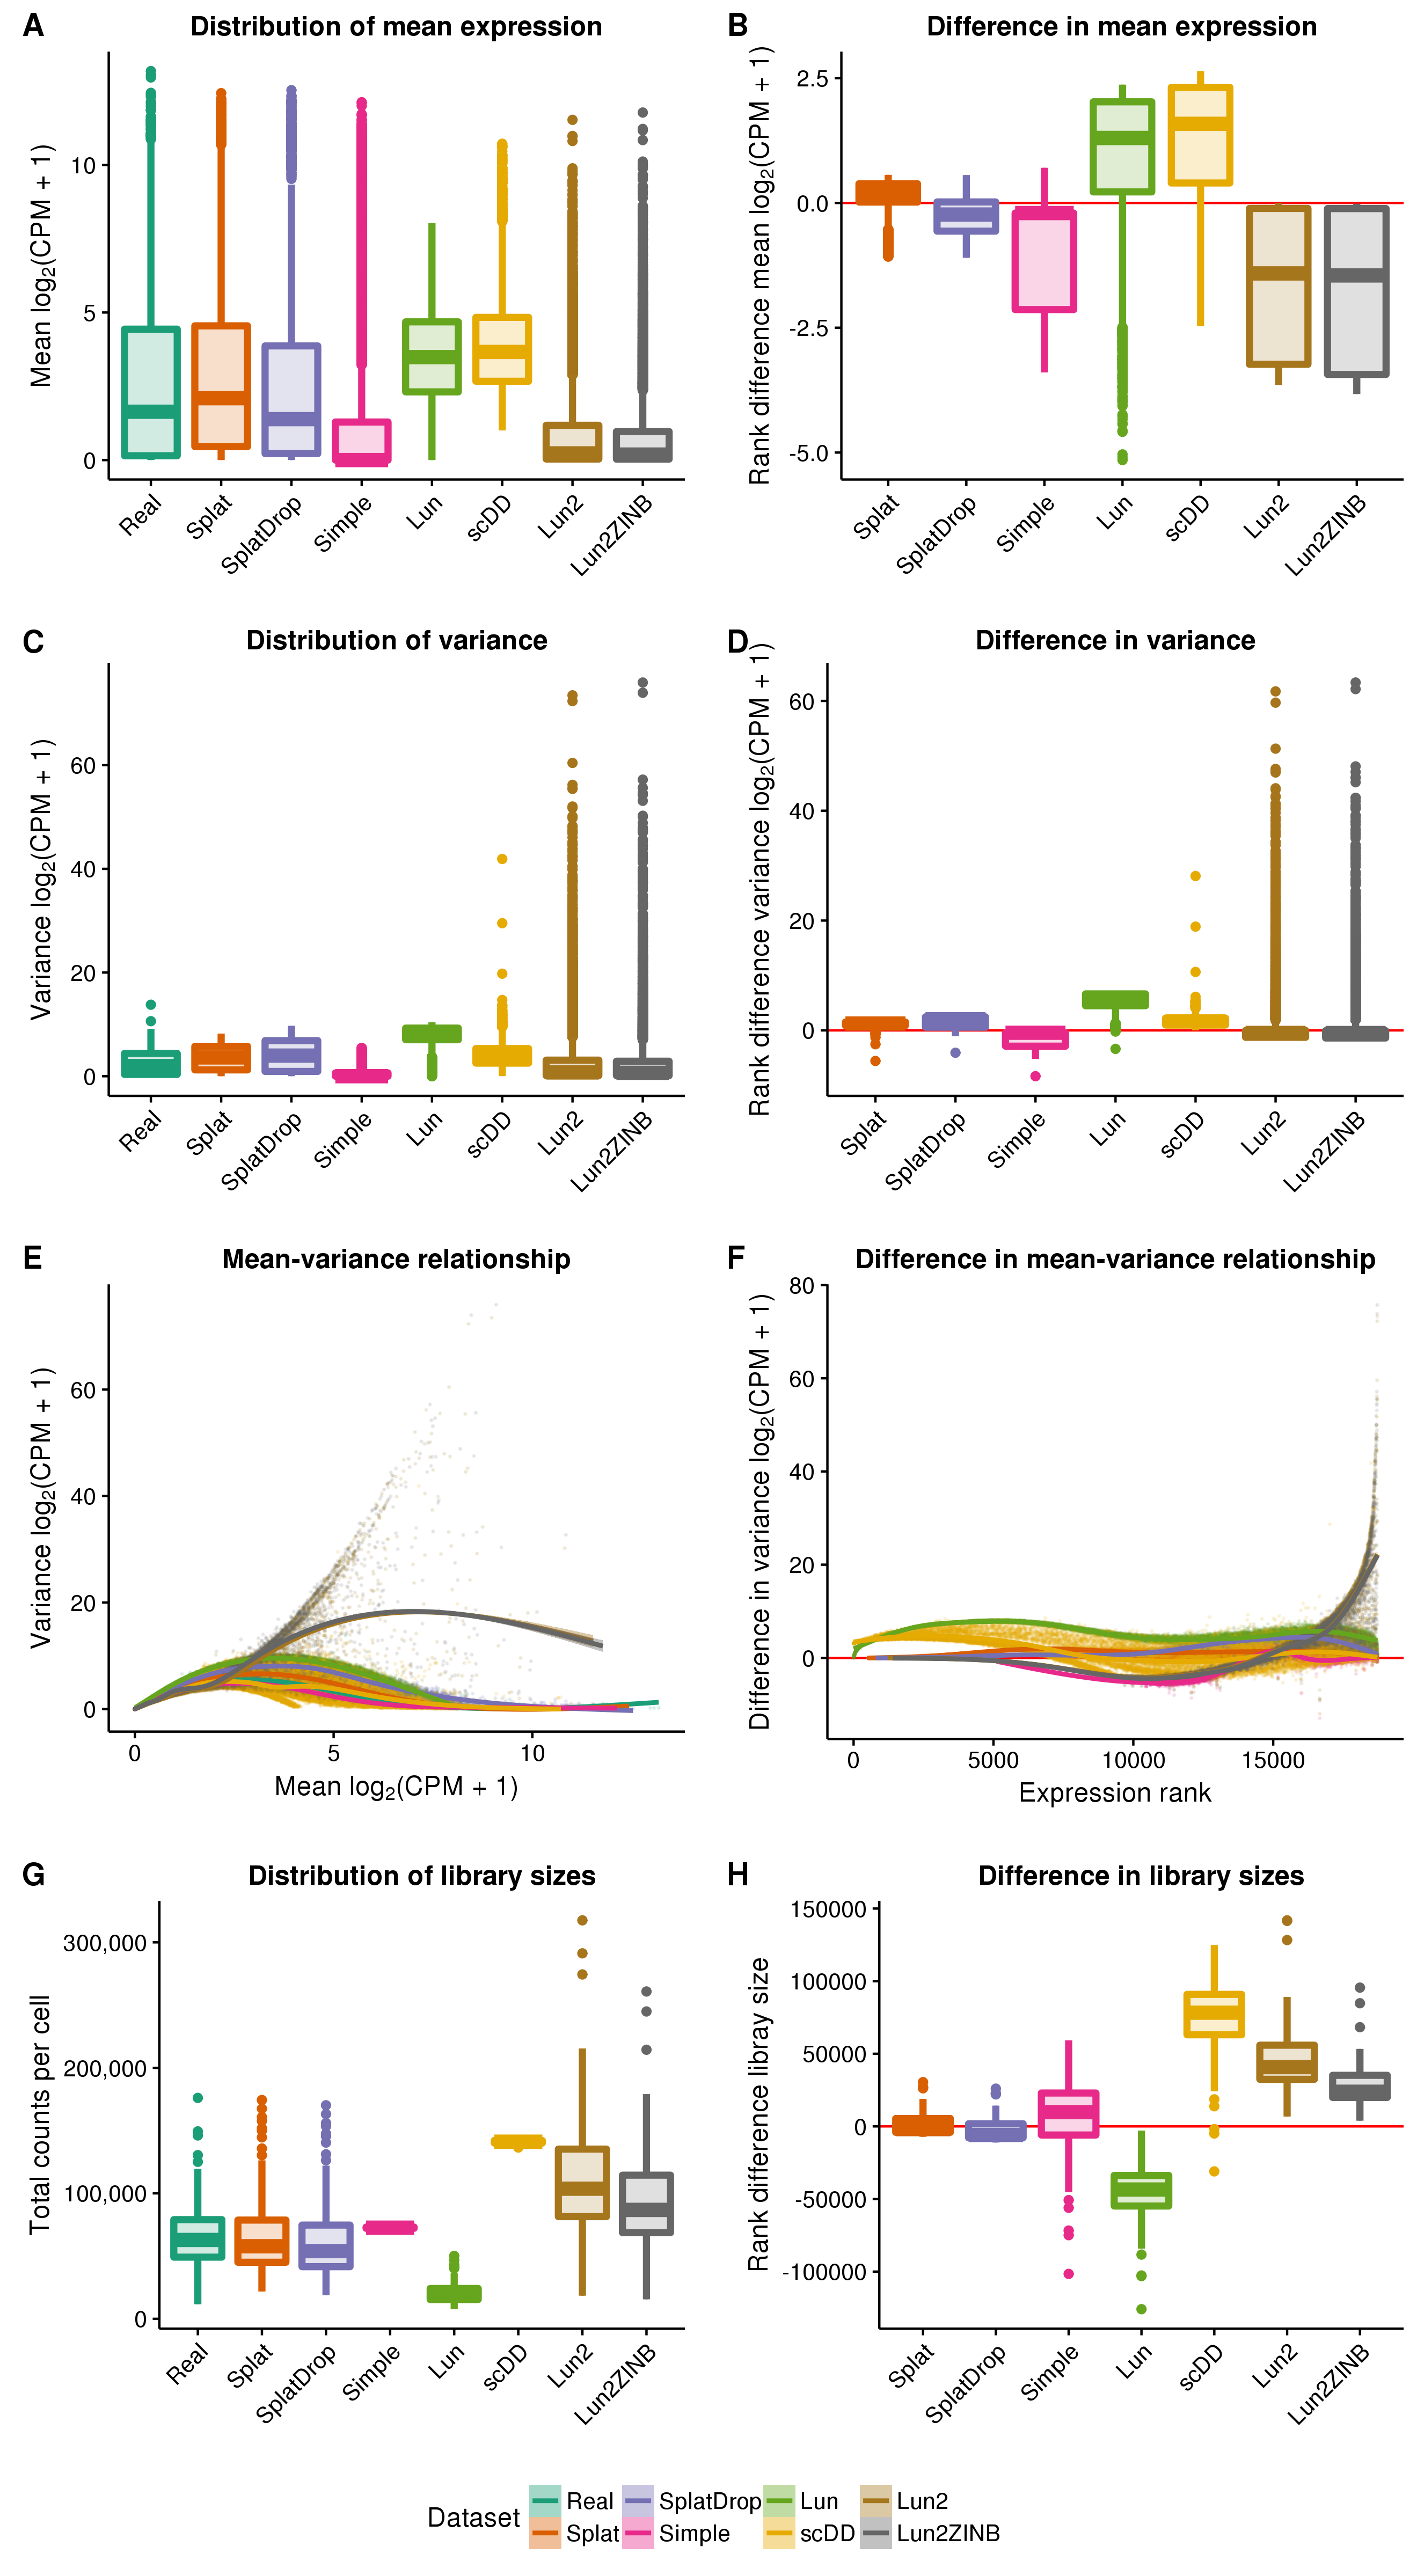 A Distribution of mean expression
Mean log2(CPM + 1)
10
5
0
Real Splat SplatDrop Simple Lun scDD Lun2 Lun2ZINB
B Difference in mean expression
Rank difference mean log2(CPM + 1)
2.5
0.0
-2.5
-5.0
Splat SplatDrop Simple Lun scDD Lun2 Lun2ZINB
C Distribution of variance
Variance log2(CPM + 1)
60
40
20
0
Real Splat SplatDrop Simple Lun scDD Lun2 Lun2ZINB
D Difference in variance
Rank difference variance log2(CPM + 1)
60
40
20
0
Splat SplatDrop Simple Lun scDD Lun2 Lun2ZINB
E Mean-variance relationship
Variance log2(CPM + 1)
60
40
20
0
0 5 10
Mean log2(CPM + 1)
F Difference in mean-variance relationship
Difference in variance log2(CPM + 1)
80
60
40
20
0
0 5000 10000 15000
Expression rank
G Distribution of library sizes
Total counts per cell
300,000
200,000
100,000
0
Real Splat SplatDrop Simple Lun scDD Lun2 Lun2ZINB
H Difference in library sizes
Rank difference libray size
150000
100000
50000
0
-50000
-100000
Splat SplatDrop Simple Lun scDD Lun2 Lun2ZINB
Dataset
Real SplatDrop Lun Lun2
Splat Simple scDD Lun2ZINB